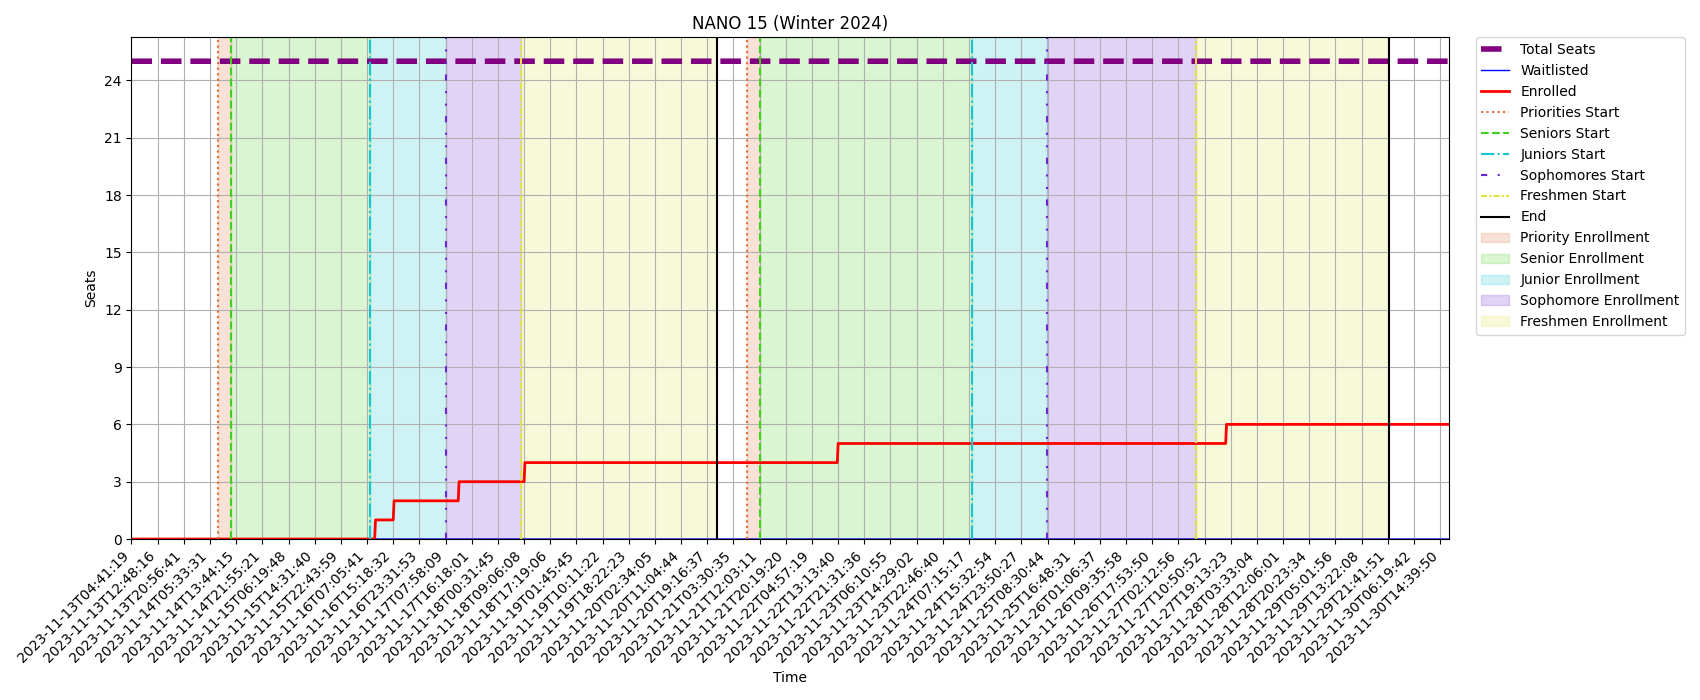 NANO 15 (Winter 2024)
Seats
24
21
18
15
12
9
6
3
0
2023-11-13T04:41:19
2023-11-13T12:48:16
2023-11-13T20:56:41
2023-11-14T05:33:31
2023-11-14T13:44:15
2023-11-14T21:55:21
2023-11-15T06:19:48
2023-11-15T14:31:40
2023-11-15T22:43:59
2023-11-16T07:05:41
2023-11-16T15:18:32
2023-11-16T23:31:53
2023-11-17T07:58:09
2023-11-17T16:18:01
2023-11-18T00:31:45
2023-11-18T09:06:08
2023-11-18T17:19:06
2023-11-19T01:45:45
2023-11-19T10:11:22
2023-11-19T18:22:23
2023-11-20T02:34:05
2023-11-20T11:04:44
2023-11-20T19:16:37
2023-11-21T03:30:35
2023-11-21T12:03:11
2023-11-21T20:19:20
2023-11-22T04:57:19
2023-11-22T13:13:40
2023-11-22T21:31:36
2023-11-23T06:10:55
2023-11-23T14:29:02
2023-11-23T22:46:40
2023-11-24T07:15:17
2023-11-24T15:32:54
2023-11-24T23:50:27
2023-11-25T08:30:44
2023-11-25T16:48:31
2023-11-26T01:06:37
2023-11-26T09:35:58
2023-11-26T17:53:50
2023-11-27T02:12:56
2023-11-27T10:50:52
2023-11-27T19:13:23
2023-11-28T03:33:04
2023-11-28T12:06:01
2023-11-28T20:23:34
2023-11-29T05:01:56
2023-11-29T13:22:08
2023-11-29T21:41:51
2023-11-30T06:19:42
2023-11-30T14:39:50
Time
Total Seats
Waitlisted
Enrolled
Priorities Start
Seniors Start
Juniors Start
Sophomores Start
Freshmen Start
End
Priority Enrollment
Senior Enrollment
Junior Enrollment
Sophomore Enrollment
Freshmen Enrollment